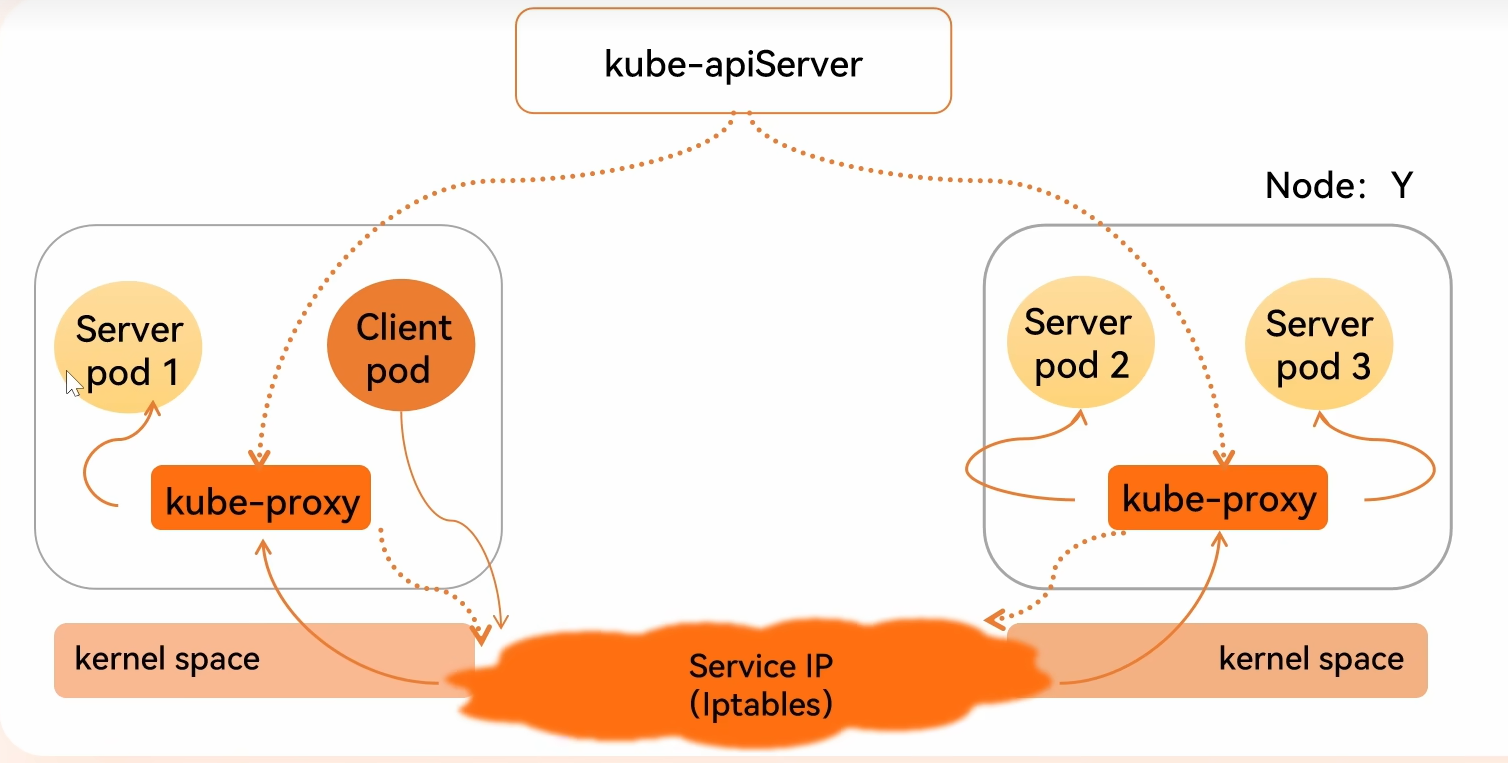 kube-apiServer
Node： Y
Server
pod 1
Client
pod
Server
pod 2
Server
pod 3
kube-proxy
kube-proxy
kernel space
Service IP
(Iptables)
kernel space